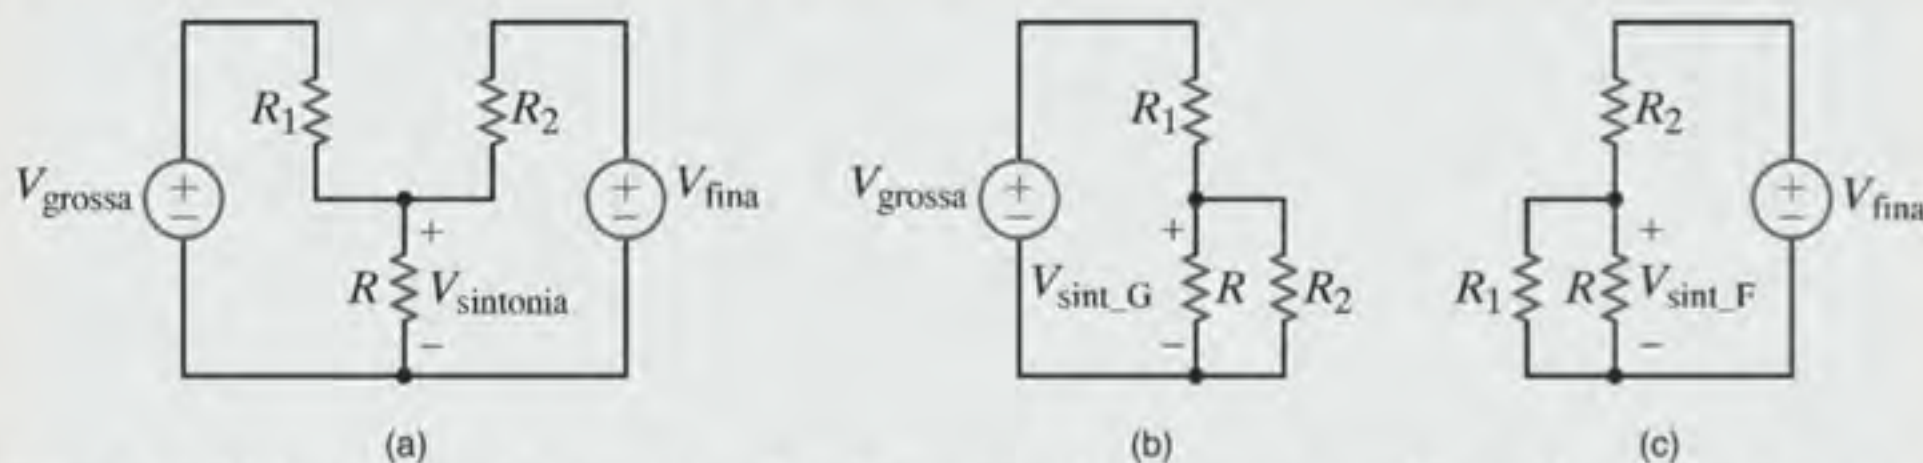 R1 R2 R1 R2
Vgrossa + − + − Vfina Vgrossa + − + − Vfina
+ + +
R Vsintonia Vsint_G R R2 R1 R Vsint_F
− − −
(a) (b) (c)